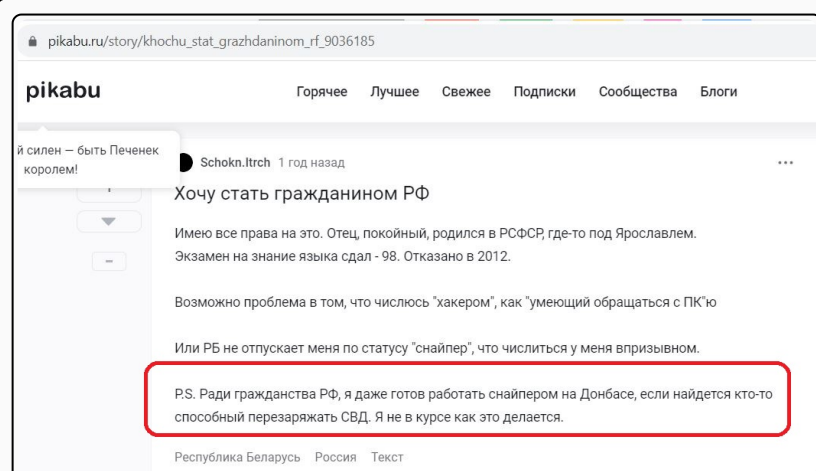 pikabu.ru/story/khochu_stat_grazhdaninom_rf_9036185
pikabu Горячее Лучшее Свежее Подписки Сообщества Блоги
й силен — быть Печенек
королем!
Schokn.Itrch 1 год назад
Хочу стать гражданином РФ
Имею все права на это. Отец, покойный, родился в РСФСР, где-то под Ярославлем.
Экзамен на знание языка сдал - 98. Отказано в 2012.
Возможно проблема в том, что числюсь "хакером", как "умеющий обращаться с ПК"ю
Или РБ не отпускает меня по статусу "снайпер", что числиться у меня впризывном.
P.S. Ради гражданства РФ, я даже готов работать снайпером на Донбасе, если найдется кто-то
способный перезаряжать СВД. Я не в курсе как это делается.
Республика Беларусь Россия Текст